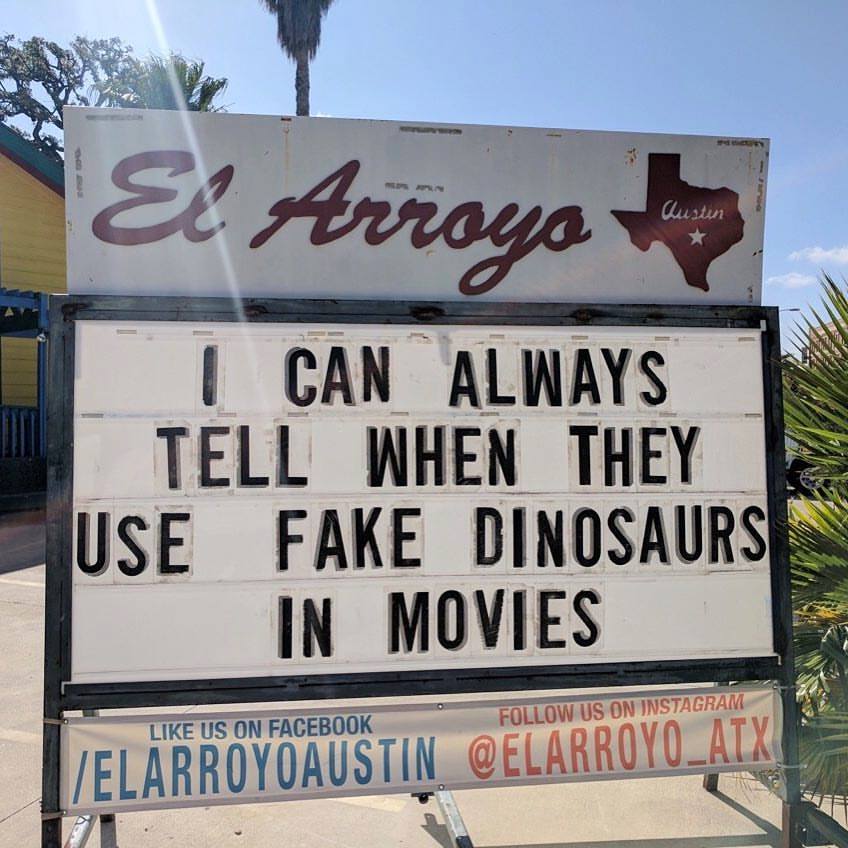 El Arroyo
Austin
I CAN ALWAYS
TELL WHEN THEY
USE FAKE DINOSAURS
IN MOVIES
LIKE US ON FACEBOOK
/ELARROYOAUSTIN
FOLLOW US ON INSTAGRAM
@ELARROYO_ATX